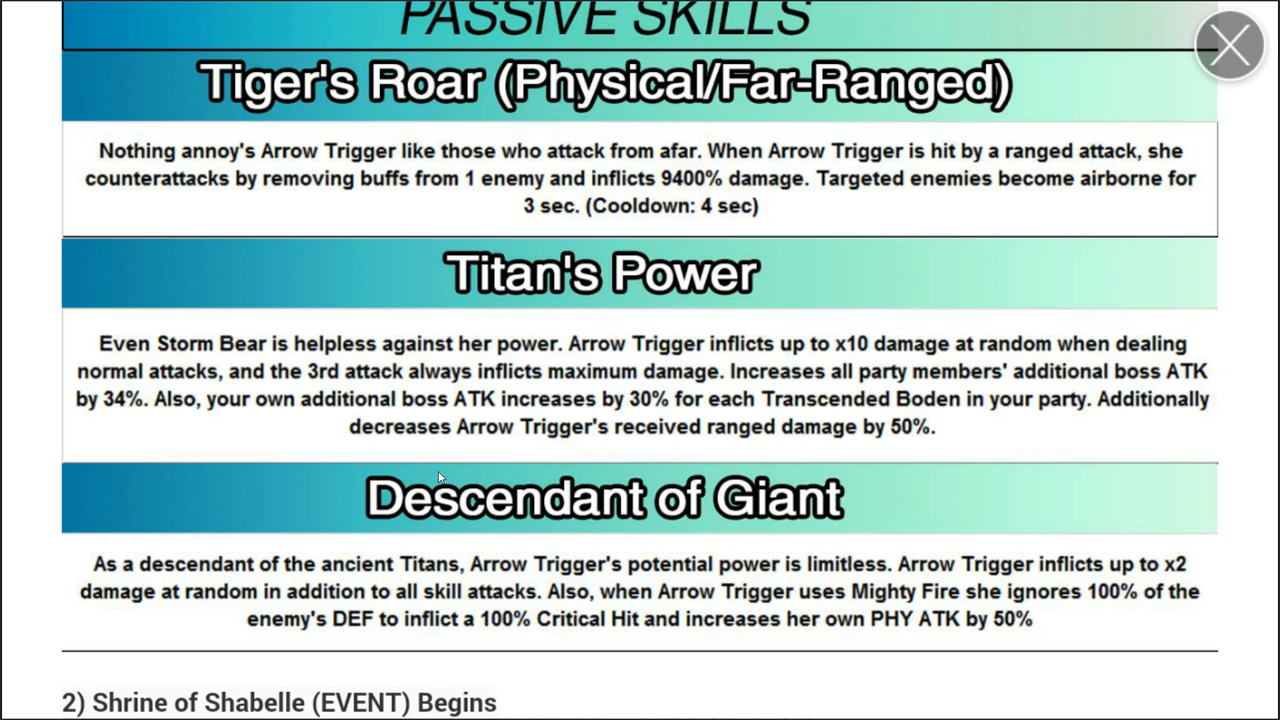 PASSIVE SKILLS
Tiger's Roar (Physical/Far-Ranged)
Nothing annoy's Arrow Trigger like those who attack from afar. When Arrow Trigger is hit by a ranged attack, she
counterattacks by removing buffs from 1 enemy and inflicts 9400% damage. Targeted enemies become airborne for
3 sec. (Cooldown: 4 sec)
Titan's Power
Even Storm Bear is helpless against her power. Arrow Trigger inflicts up to x10 damage at random when dealing
normal attacks, and the 3rd attack always inflicts maximum damage. Increases all party members' additional boss ATK
by 34%. Also, your own additional boss ATK increases by 30% for each Transcended Boden in your party. Additionally
decreases Arrow Trigger's received ranged damage by 50%.
Descendant of Giant
As a descendant of the ancient Titans, Arrow Trigger's potential power is limitless. Arrow Trigger inflicts up to x2
damage at random in addition to all skill attacks. Also, when Arrow Trigger uses Mighty Fire she ignores 100% of the
enemy's DEF to inflict a 100% Critical Hit and increases her own PHY ATK by 50%
2) Shrine of Shabelle (EVENT) Begins